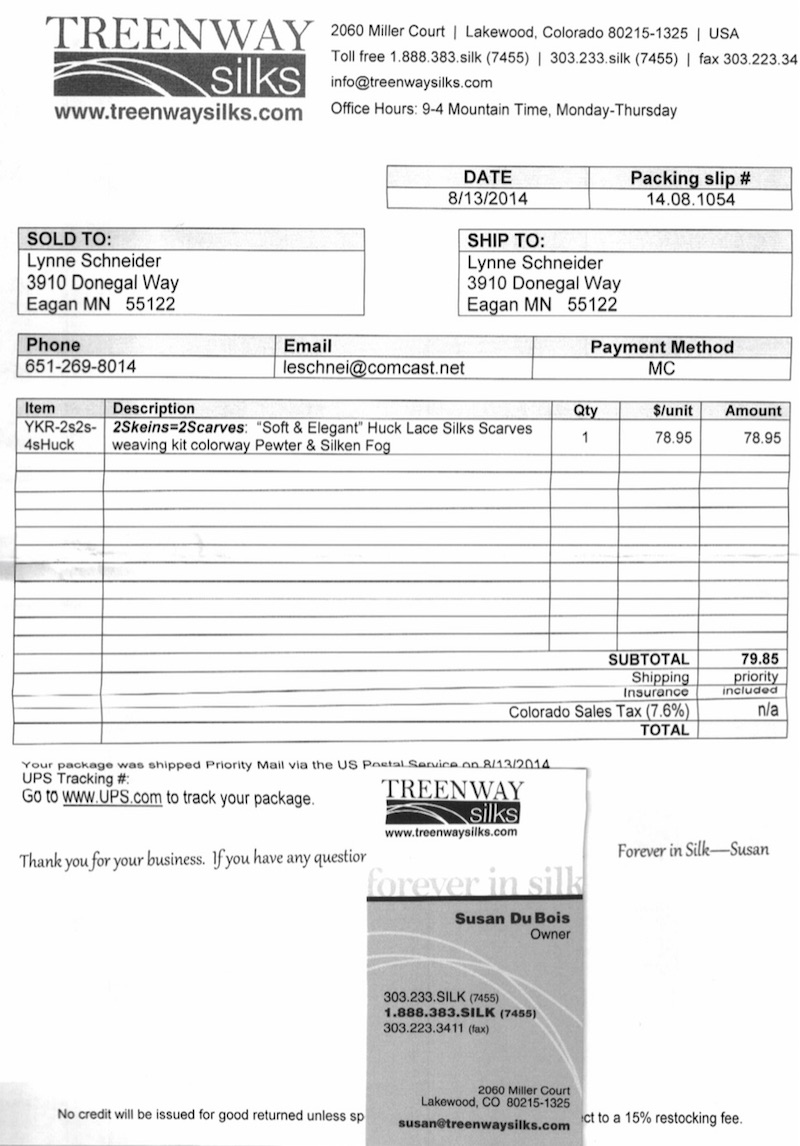 TREENWAY
silks
www.treenwaysilks.com
2060 Miller Court | Lakewood, Colorado 80215-1325 | USA
Toll free 1.888.383.silk (7455) | 303.233.silk (7455) | fax 303.223.34
info@treenwaysilks.com
Office Hours: 9-4 Mountain Time, Monday-Thursday
DATE Packing slip #
8/13/2014 14.08.1054
SOLD TO:
Lynne Schneider
3910 Donegal Way
Eagan MN 55122
SHIP TO:
Lynne Schneider
3910 Donegal Way
Eagan MN 55122
Phone Email Payment Method
651-269-8014 leschnei@comcast.net MC
Item Description Qty $/unit Amount
YKR-2s2s- 2Skeins=2Scarves: “Soft & Elegant” Huck Lace Silks Scarves 1 78.95 78.95
4sHuck weaving kit colorway Pewter & Silken Fog
SUBTOTAL 79.85
Shipping priority
Insurance included
Colorado Sales Tax (7.6%) n/a
TOTAL
Your package was shipped Priority Mail via the US Postal Service on 8/13/2014
UPS Tracking #:
Go to www.UPS.com to track your package.
Thank you for your business. If you have any question
Forever in Silk—Susan
TREENWAY
silks
www.treenwaysilks.com
forever in silk
Susan Du Bois
Owner
303.233.SILK (7455)
1.888.383.SILK (7455)
303.223.3411 (fax)
2060 Miller Court
Lakewood, CO 80215-1325
susan@treenwaysilks.com
No credit will be issued for good returned unless sp
ct to a 15% restocking fee.